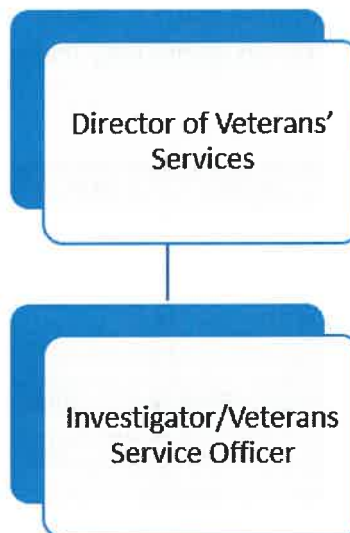 Director of Veterans’
Services
Investigator/Veterans
Service Officer